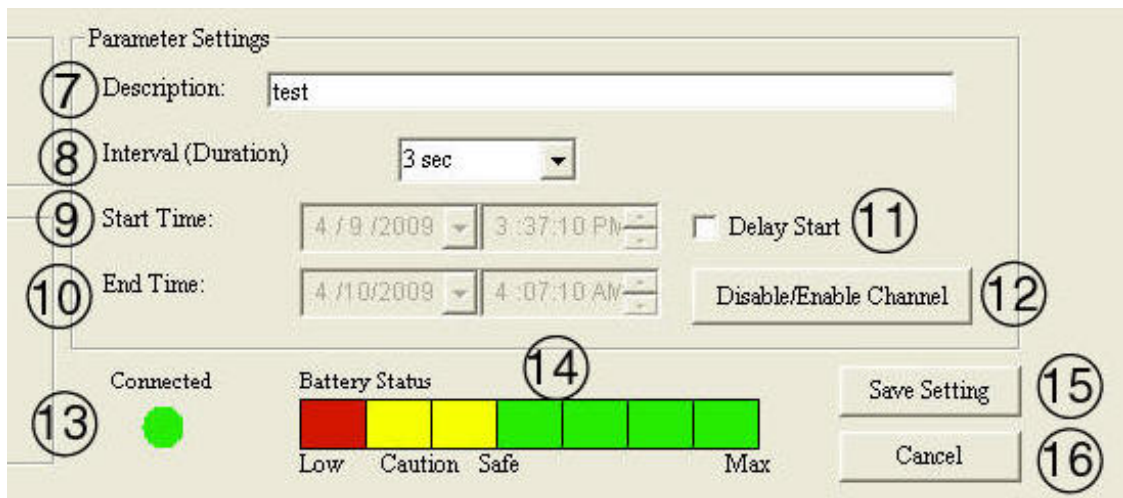 Parameter Settings
7 Description: test
8 Interval (Duration) 3 sec
9 Start Time: 4 / 9 /2009 3 :37:10 PM Delay Start 11
10 End Time: 4 /10/2009 4 :07:10 AM Disable/Enable Channel 12
14
Connected Battery Status
13
Save Setting 15
Low Caution Safe Max
Cancel 16